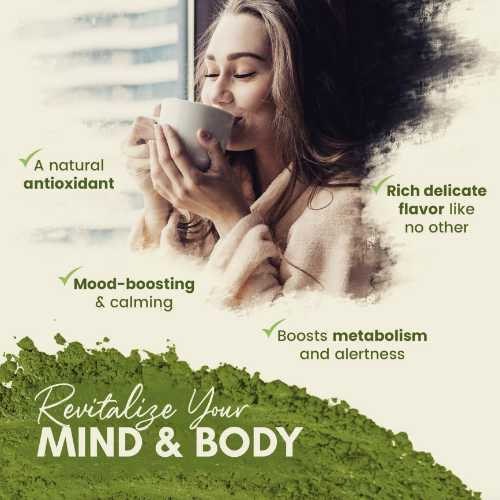 A natural
antioxidant
Rich delicate
flavor like
no other
Mood-boosting
& calming
Boosts metabolism
and alertness
Revitalize Your
MIND & BODY